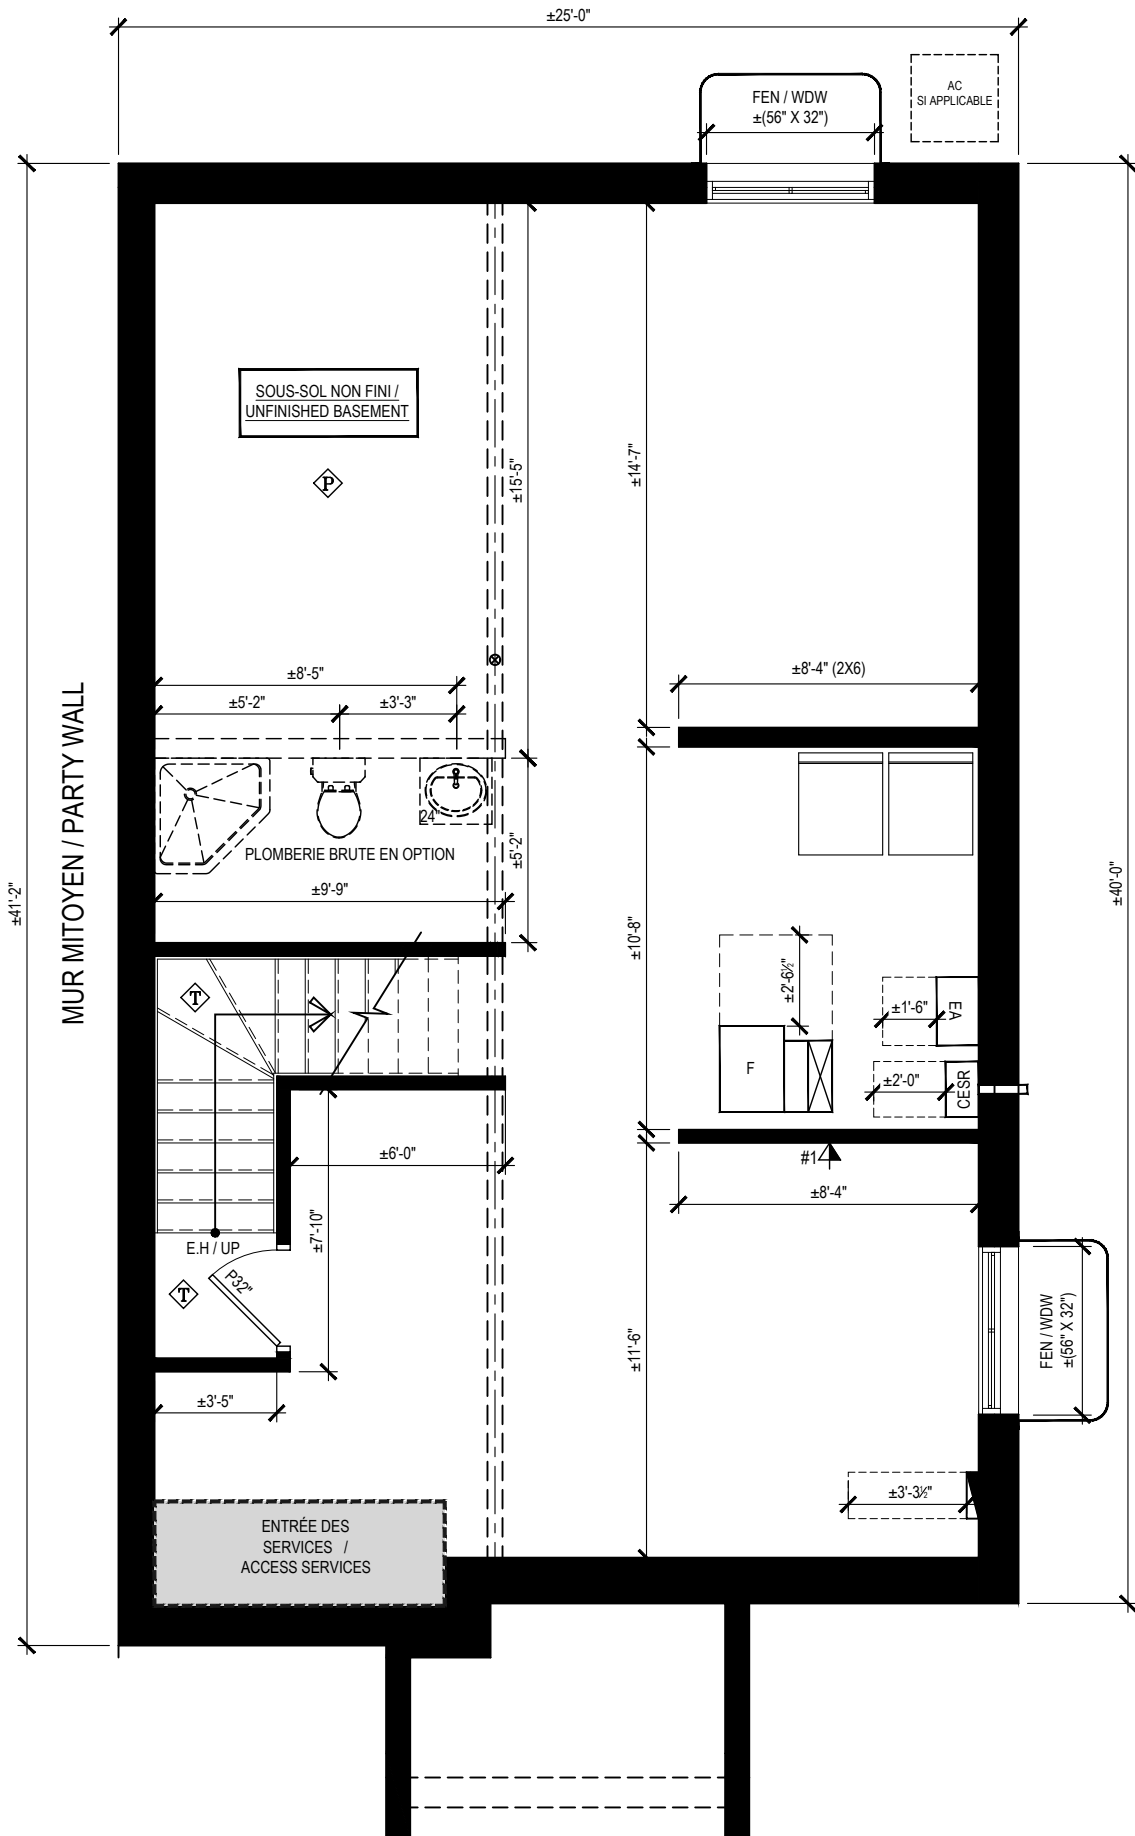 ±25'-0"
FEN / WDW
±(56" X 32")
AC
SI APPLICABLE
SOUS-SOL NON FINI /
UNFINISHED BASEMENT
P
±15'-5"
±14'-7"
±8'-5"
±5'-2"
±3'-3"
±8'-4" (2X6)
MUR MITOYEN / PARTY WALL
±41'-2"
±40'-0"
24"
PLOMBERIE BRUTE EN OPTION
±5'-2"
±9'-9"
±10'-8"
±2'-6½"
±1'-6"
EA
T
F
±2'-0"
CESR
#1
±6'-0"
±8'-4"
±7'-10"
E.H / UP
T
P32"
±11'-6"
FEN / WDW
±(56" X 32")
±3'-5"
±3'-3½"
ENTRÉE DES
SERVICES /
ACCESS SERVICES